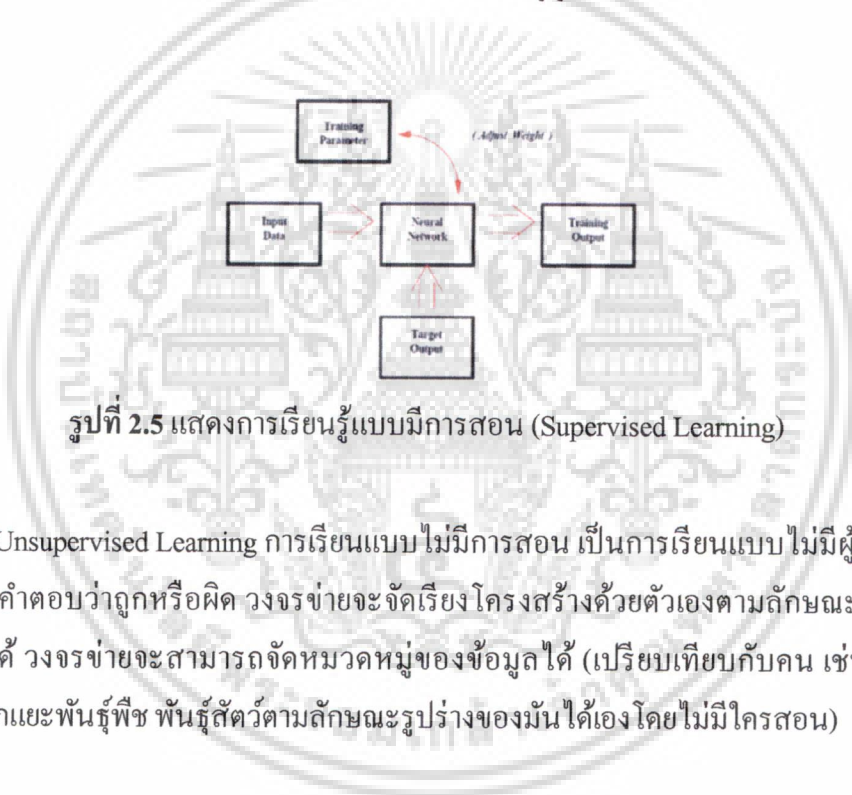 Training
Parameter
( Adjust Weight )
Input
Data
Neural
Network
Training
Output
Target
Output
รูปที่ 2.5 แสดงการเรียนรู้แบบมีการสอน (Supervised Learning)
Unsupervised Learning การเรียนแบบไม่มีการสอน เป็นการเรียนแบบไม่มีผู้
คำตอบว่าถูกหรือผิด วงจรข่ายจะจัดเรียงโครงสร้างด้วยตัวเองตามลักษณะ
ด้ วงจรข่ายจะสามารถจัดหมวดหมู่ของข้อมูลได้ (เปรียบเทียบกับคน เช่
กแยะพันธุ์พืช พันธุ์สัตว์ตามลักษณะรูปร่างของมันได้เองโดยไม่มีใครสอน)